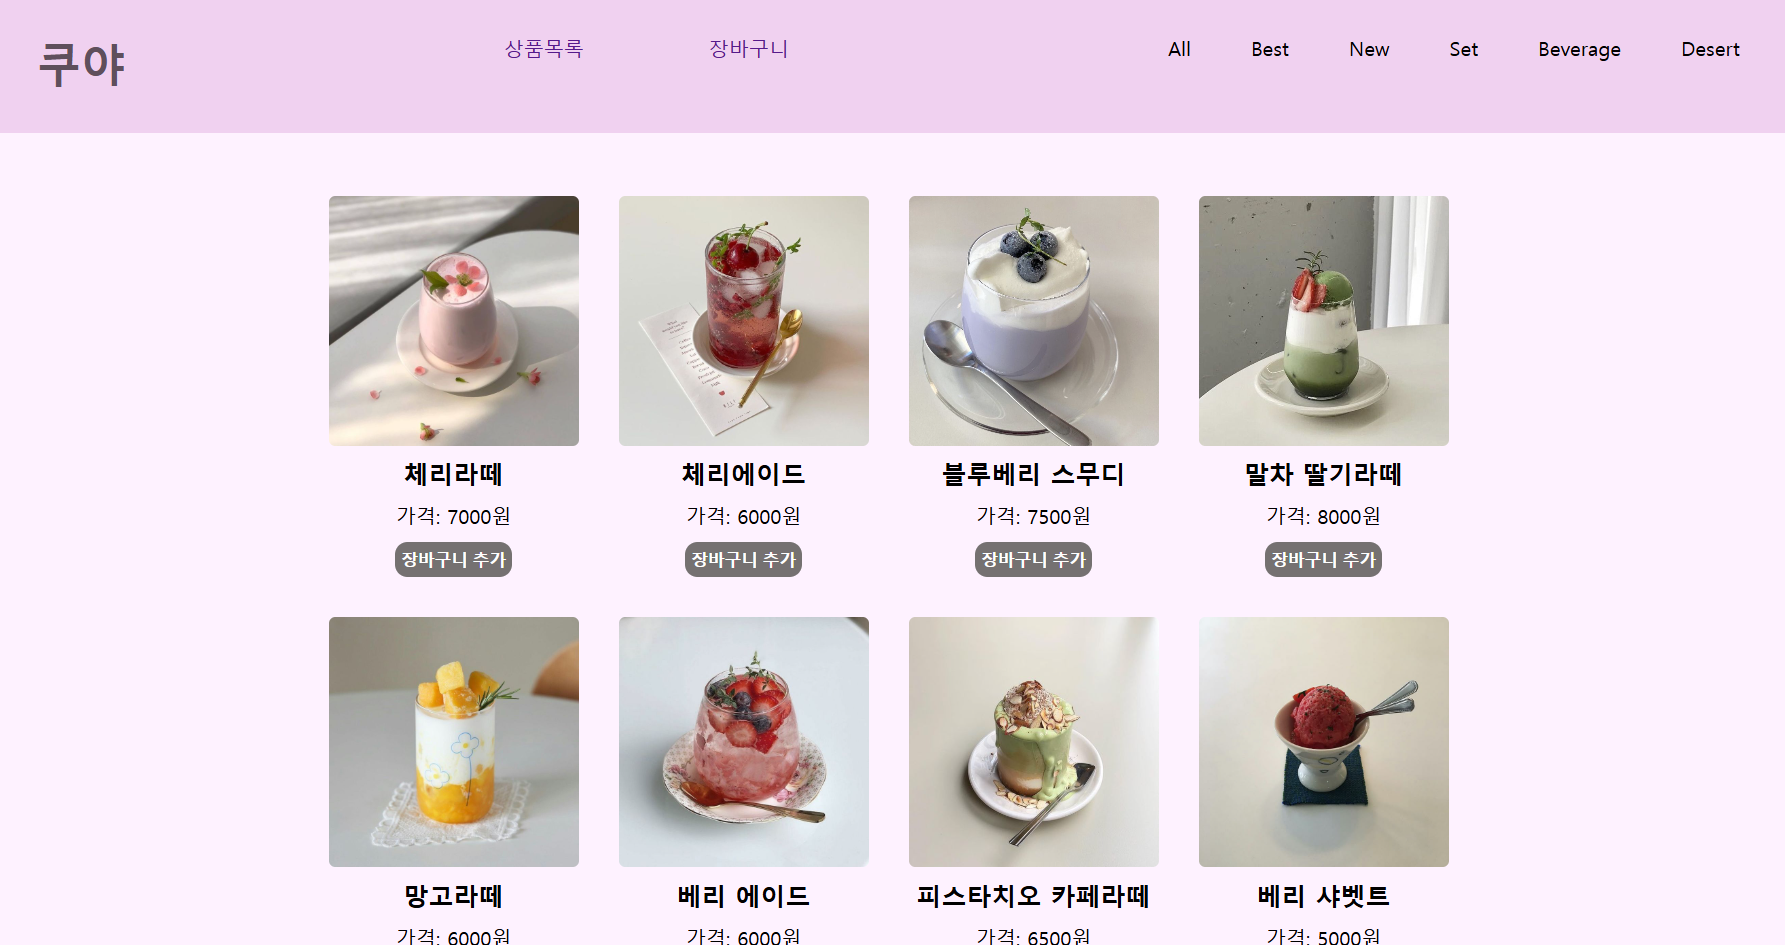 쿠야
상품목록 장바구니 All Best New Set Beverage Desert
체리라떼 체리에이드 블루베리 스무디 말차 딸기라떼
가격: 7000원 가격: 6000원 가격: 7500원 가격: 8000원
장바구니 추가 장바구니 추가 장바구니 추가 장바구니 추가
망고라떼 베리 에이드 피스타치오 카페라떼 베리 샤벳트
가격: 6000원 가격: 6000원 가격: 6500원 가격: 5000원